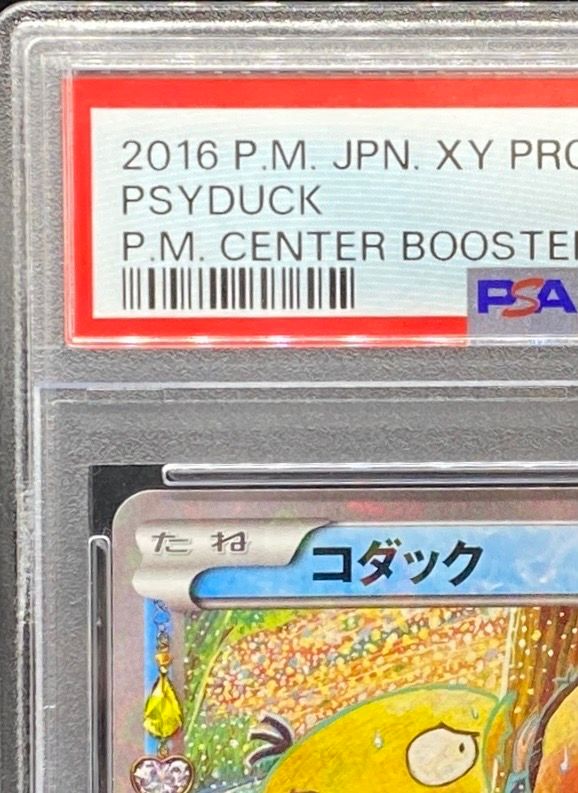 2016 P.M. JPN. XY PRO
PSYDUCK
P.M. CENTER BOOSTE
PSA
たね
コダック